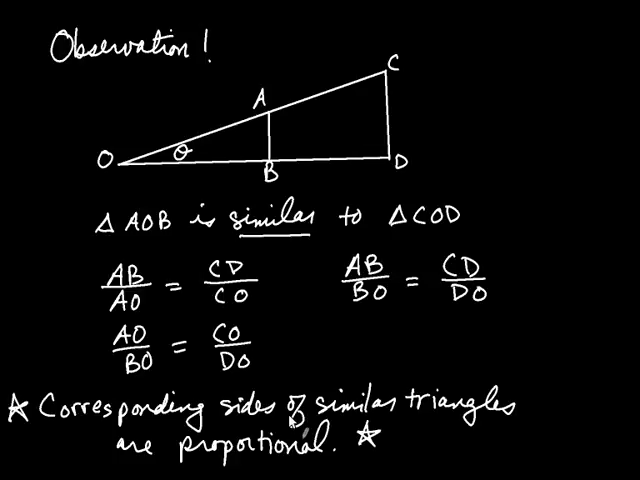 Observation!
C
A
O θ
B D
△ AOB is similar to △ COD
AB/AO = CD/CO AB/BO = CD/DO
AO/BO = CO/DO
☆ Corresponding sides of similar triangles
are proportional. ☆